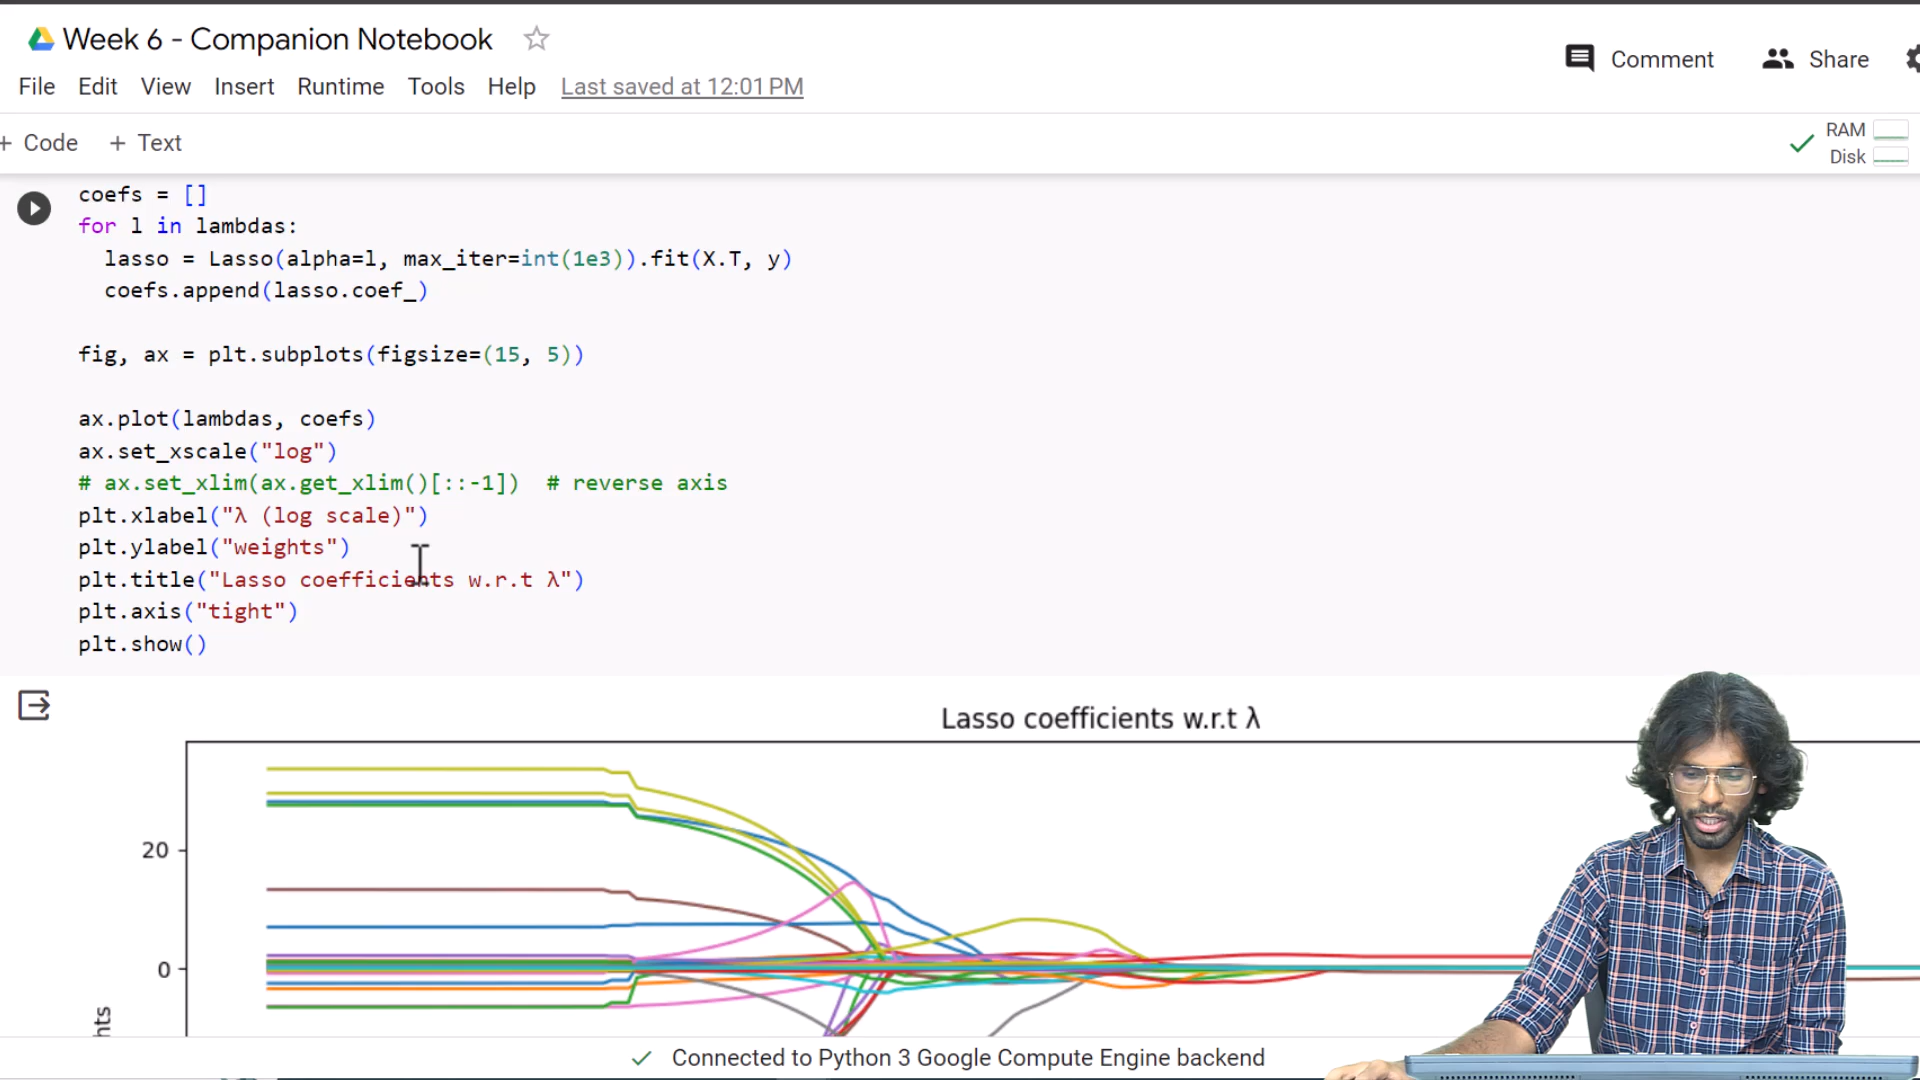 Week 6 - Companion Notebook
Comment
Share
File Edit View Insert Runtime Tools Help Last saved at 12:01 PM
+ Code + Text
RAM
Disk
coefs = []
for l in lambdas:
  lasso = Lasso(alpha=l, max_iter=int(1e3)).fit(X.T, y)
  coefs.append(lasso.coef_)
fig, ax = plt.subplots(figsize=(15, 5))
ax.plot(lambdas, coefs)
ax.set_xscale("log")
# ax.set_xlim(ax.get_xlim()[::-1])  # reverse axis
plt.xlabel("λ (log scale)")
plt.ylabel("weights")
plt.title("Lasso coefficients w.r.t λ")
plt.axis("tight")
plt.show()
Lasso coefficients w.r.t λ
20
0
hts
Connected to Python 3 Google Compute Engine backend